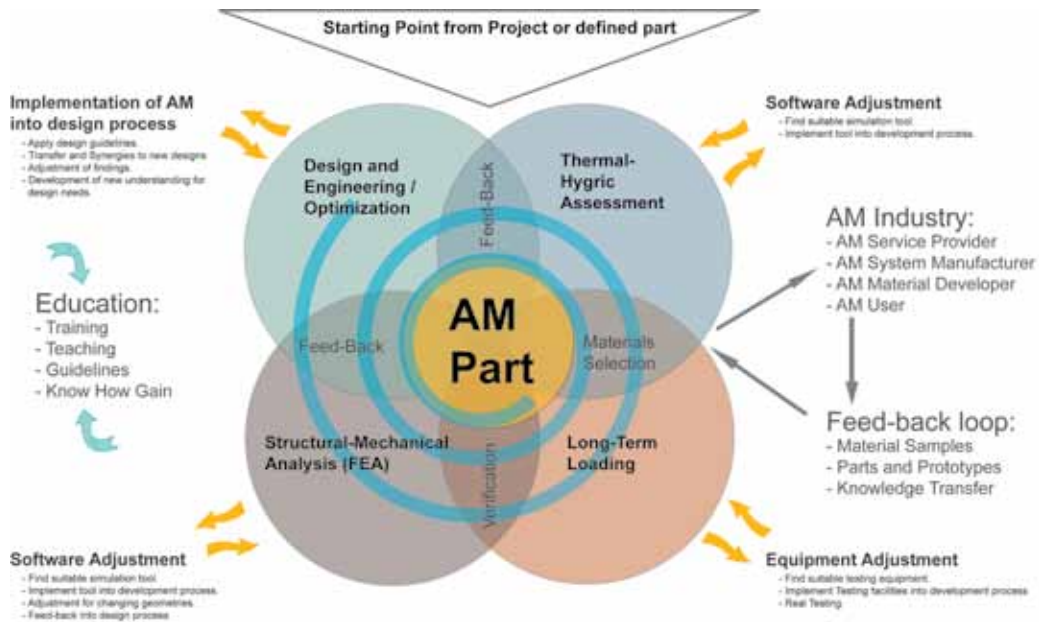 Starting Point from Project or defined part
Implementation of AM
into design process
- Apply design guidelines.
- Transfer and Synergies to new designs
- Adjustment of findings.
- Development of new understanding for
design needs.
Software Adjustment
- Find suitable simulation tool.
- Implement tool into development process.
Design and
Engineering /
Optimization
Feed-Back
Thermal-
Hygric
Assessment
AM Industry:
- AM Service Provider
- AM System Manufacturer
- AM Material Developer
- AM User
Education:
- Training
- Teaching
- Guidelines
- Know How Gain
Feed-Back
AM
Part
Materials
Selection
Feed-back loop:
- Material Samples
- Parts and Prototypes
- Knowledge Transfer
Structural-Mechanical
Analysis (FEA)
Verification
Long-Term
Loading
Software Adjustment
- Find suitable simulation tool.
- Implement tool into development process.
- Adjustment for changing geometries.
- Feed-back into design process
Equipment Adjustment
- Find suitable testing equipment.
- Implement Testing facilities into development process
- Real Testing.